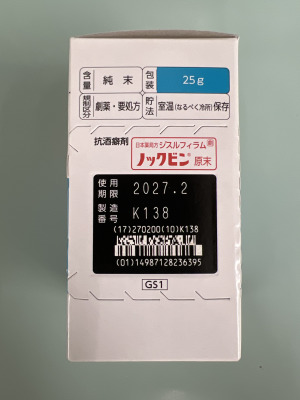 含量 純末 包装 25g
規制区分 劇薬・要処方 貯法 室温(なるべく冷所)保存
抗酒癖剤
日本薬局方 ジスルフィラム 劇
ノックビン® 原末
使用期限 2027.2
製造番号 K138
(17)270200(10)K138
(01)14987128236395
GS1